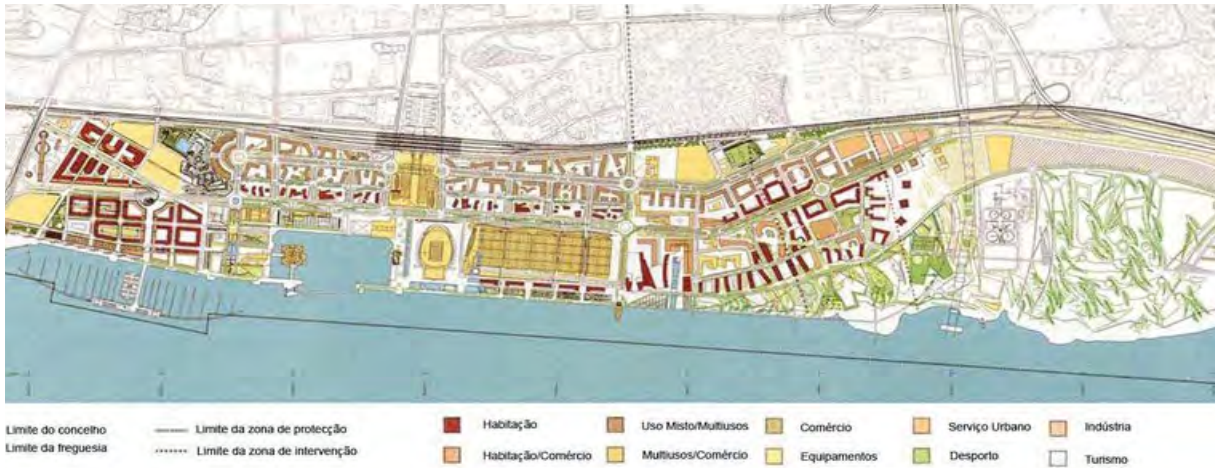 Limite do concelho
Limite da freguesia
Limite da zona de protecção
Limite da zona de intervenção
Habitação
Habitação/Comércio
Uso Misto/Multiusos
Multiusos/Comércio
Comércio
Equipamentos
Serviço Urbano
Desporto
Indústria
Turismo